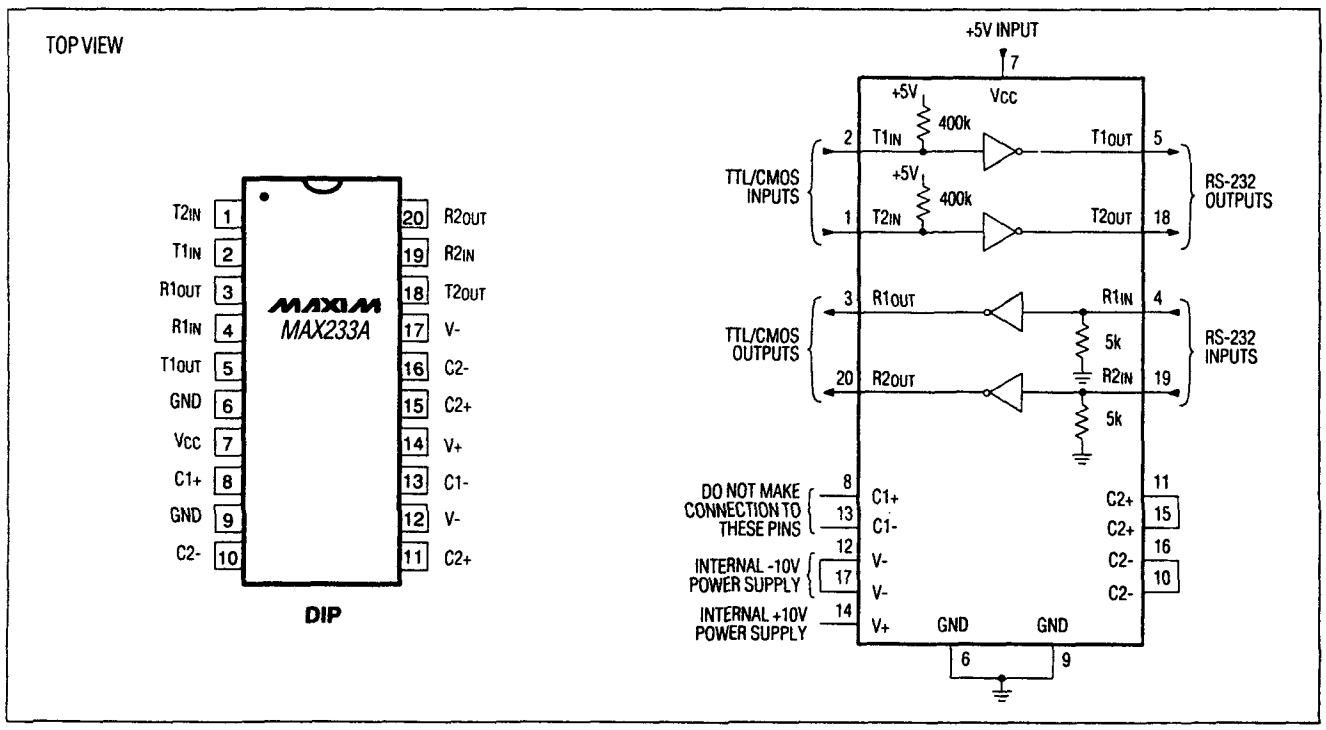 TOP VIEW
T2IN 1
T1IN 2
R1OUT 3
R1IN 4
T1OUT 5
GND 6
VCC 7
C1+ 8
GND 9
C2- 10
MAXIM
MAX233A
20 R2OUT
19 R2IN
18 T2OUT
17 V-
16 C2-
15 C2+
14 V+
13 C1-
12 V-
11 C2+
DIP
+5V INPUT
7
VCC
+5V
400k
2 T1IN
T1OUT 5
+5V
400k
1 T2IN
T2OUT 18
TTL/CMOS
INPUTS
RS-232
OUTPUTS
3 R1OUT
R1IN 4
5k
20 R2OUT
R2IN 19
5k
TTL/CMOS
OUTPUTS
RS-232
INPUTS
DO NOT MAKE
CONNECTION TO
THESE PINS
8 C1+
13 C1-
INTERNAL -10V
POWER SUPPLY
12 V-
17 V-
INTERNAL +10V
POWER SUPPLY
14 V+
C2+ 11
C2+ 15
C2- 16
C2- 10
GND GND
6 9